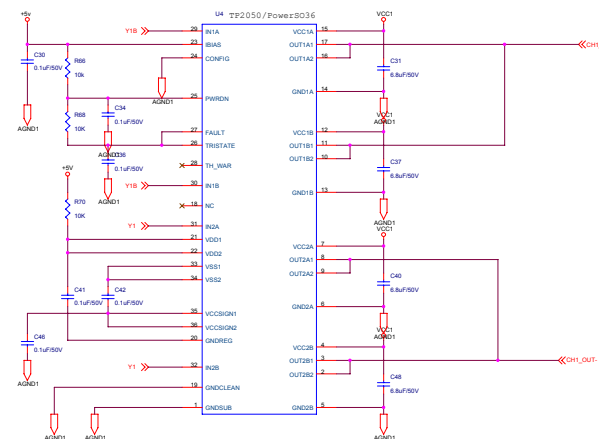 U4 TP2050/PowerSO36
+5v
Y1B
29 IN1A
23 IBIAS
24 CONFIG
C30
0.1uF/50V
R66
10k
AGND1
AGND1
25 PWRDN
C34
0.1uF/50V
R68
10K
27 FAULT
26 TRISTATE
AGND1
C36
0.1uF/50V
28 TH_WAR
+5V
AGND1
Y1B
30 IN1B
18 NC
R70
10K
Y1
31 IN2A
21 VDD1
22 VDD2
33 VSS1
34 VSS2
C41
0.1uF/50V
C42
0.1uF/50V
35 VCCSIGN1
36 VCCSIGN2
20 GNDREG
C46
0.1uF/50V
Y1
32 IN2B
AGND1
19 GNDCLEAN
1 GNDSUB
AGND1
AGND1
VCC1
VCC1A 15
OUT1A1 17
OUT1A2 16
CH1
C31
6.8uF/50V
GND1A 14
VCC1
AGND1
VCC1B 12
OUT1B1 11
OUT1B2 10
C37
6.8uF/50V
GND1B 13
AGND1
VCC1
VCC2A 7
OUT2A1 8
OUT2A2 9
C40
6.8uF/50V
GND2A 6
VCC1
AGND1
VCC2B 4
OUT2B1 3
OUT2B2 2
CH1_OUT-
C48
6.8uF/50V
GND2B 5
AGND1